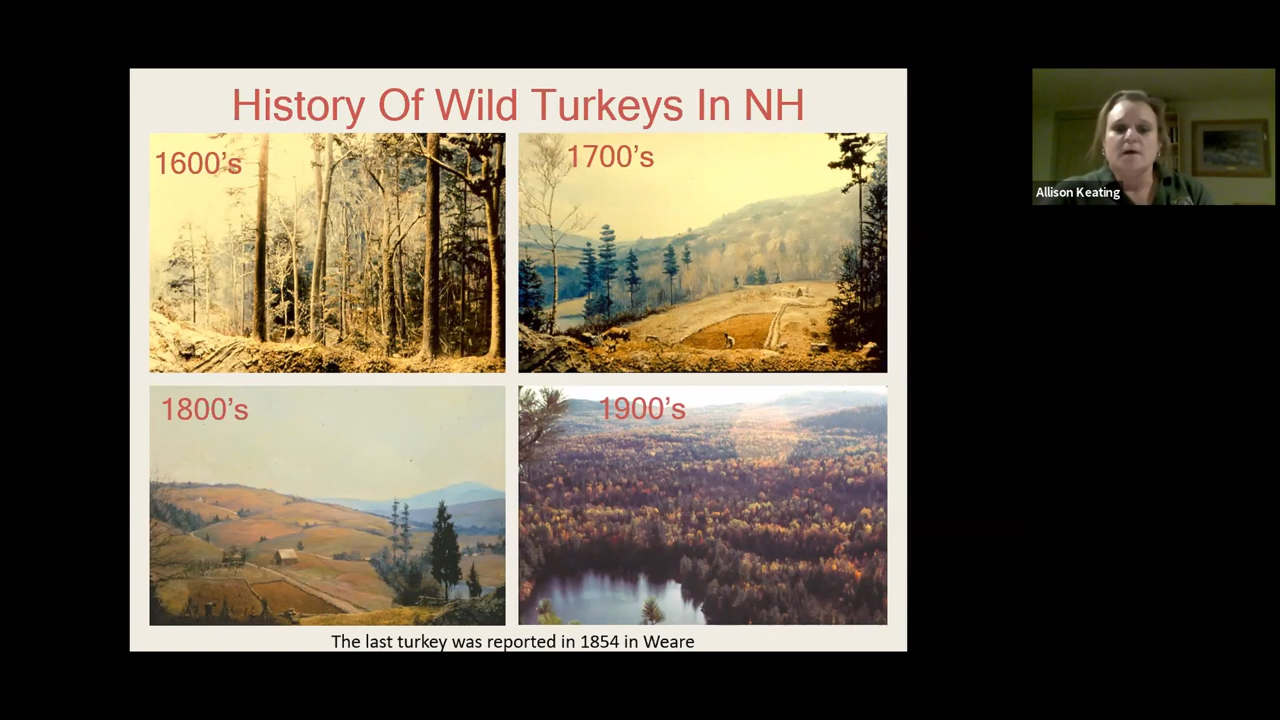 History Of Wild Turkeys In NH
1600's
1700's
1800's
1900's
The last turkey was reported in 1854 in Weare
Allison Keating